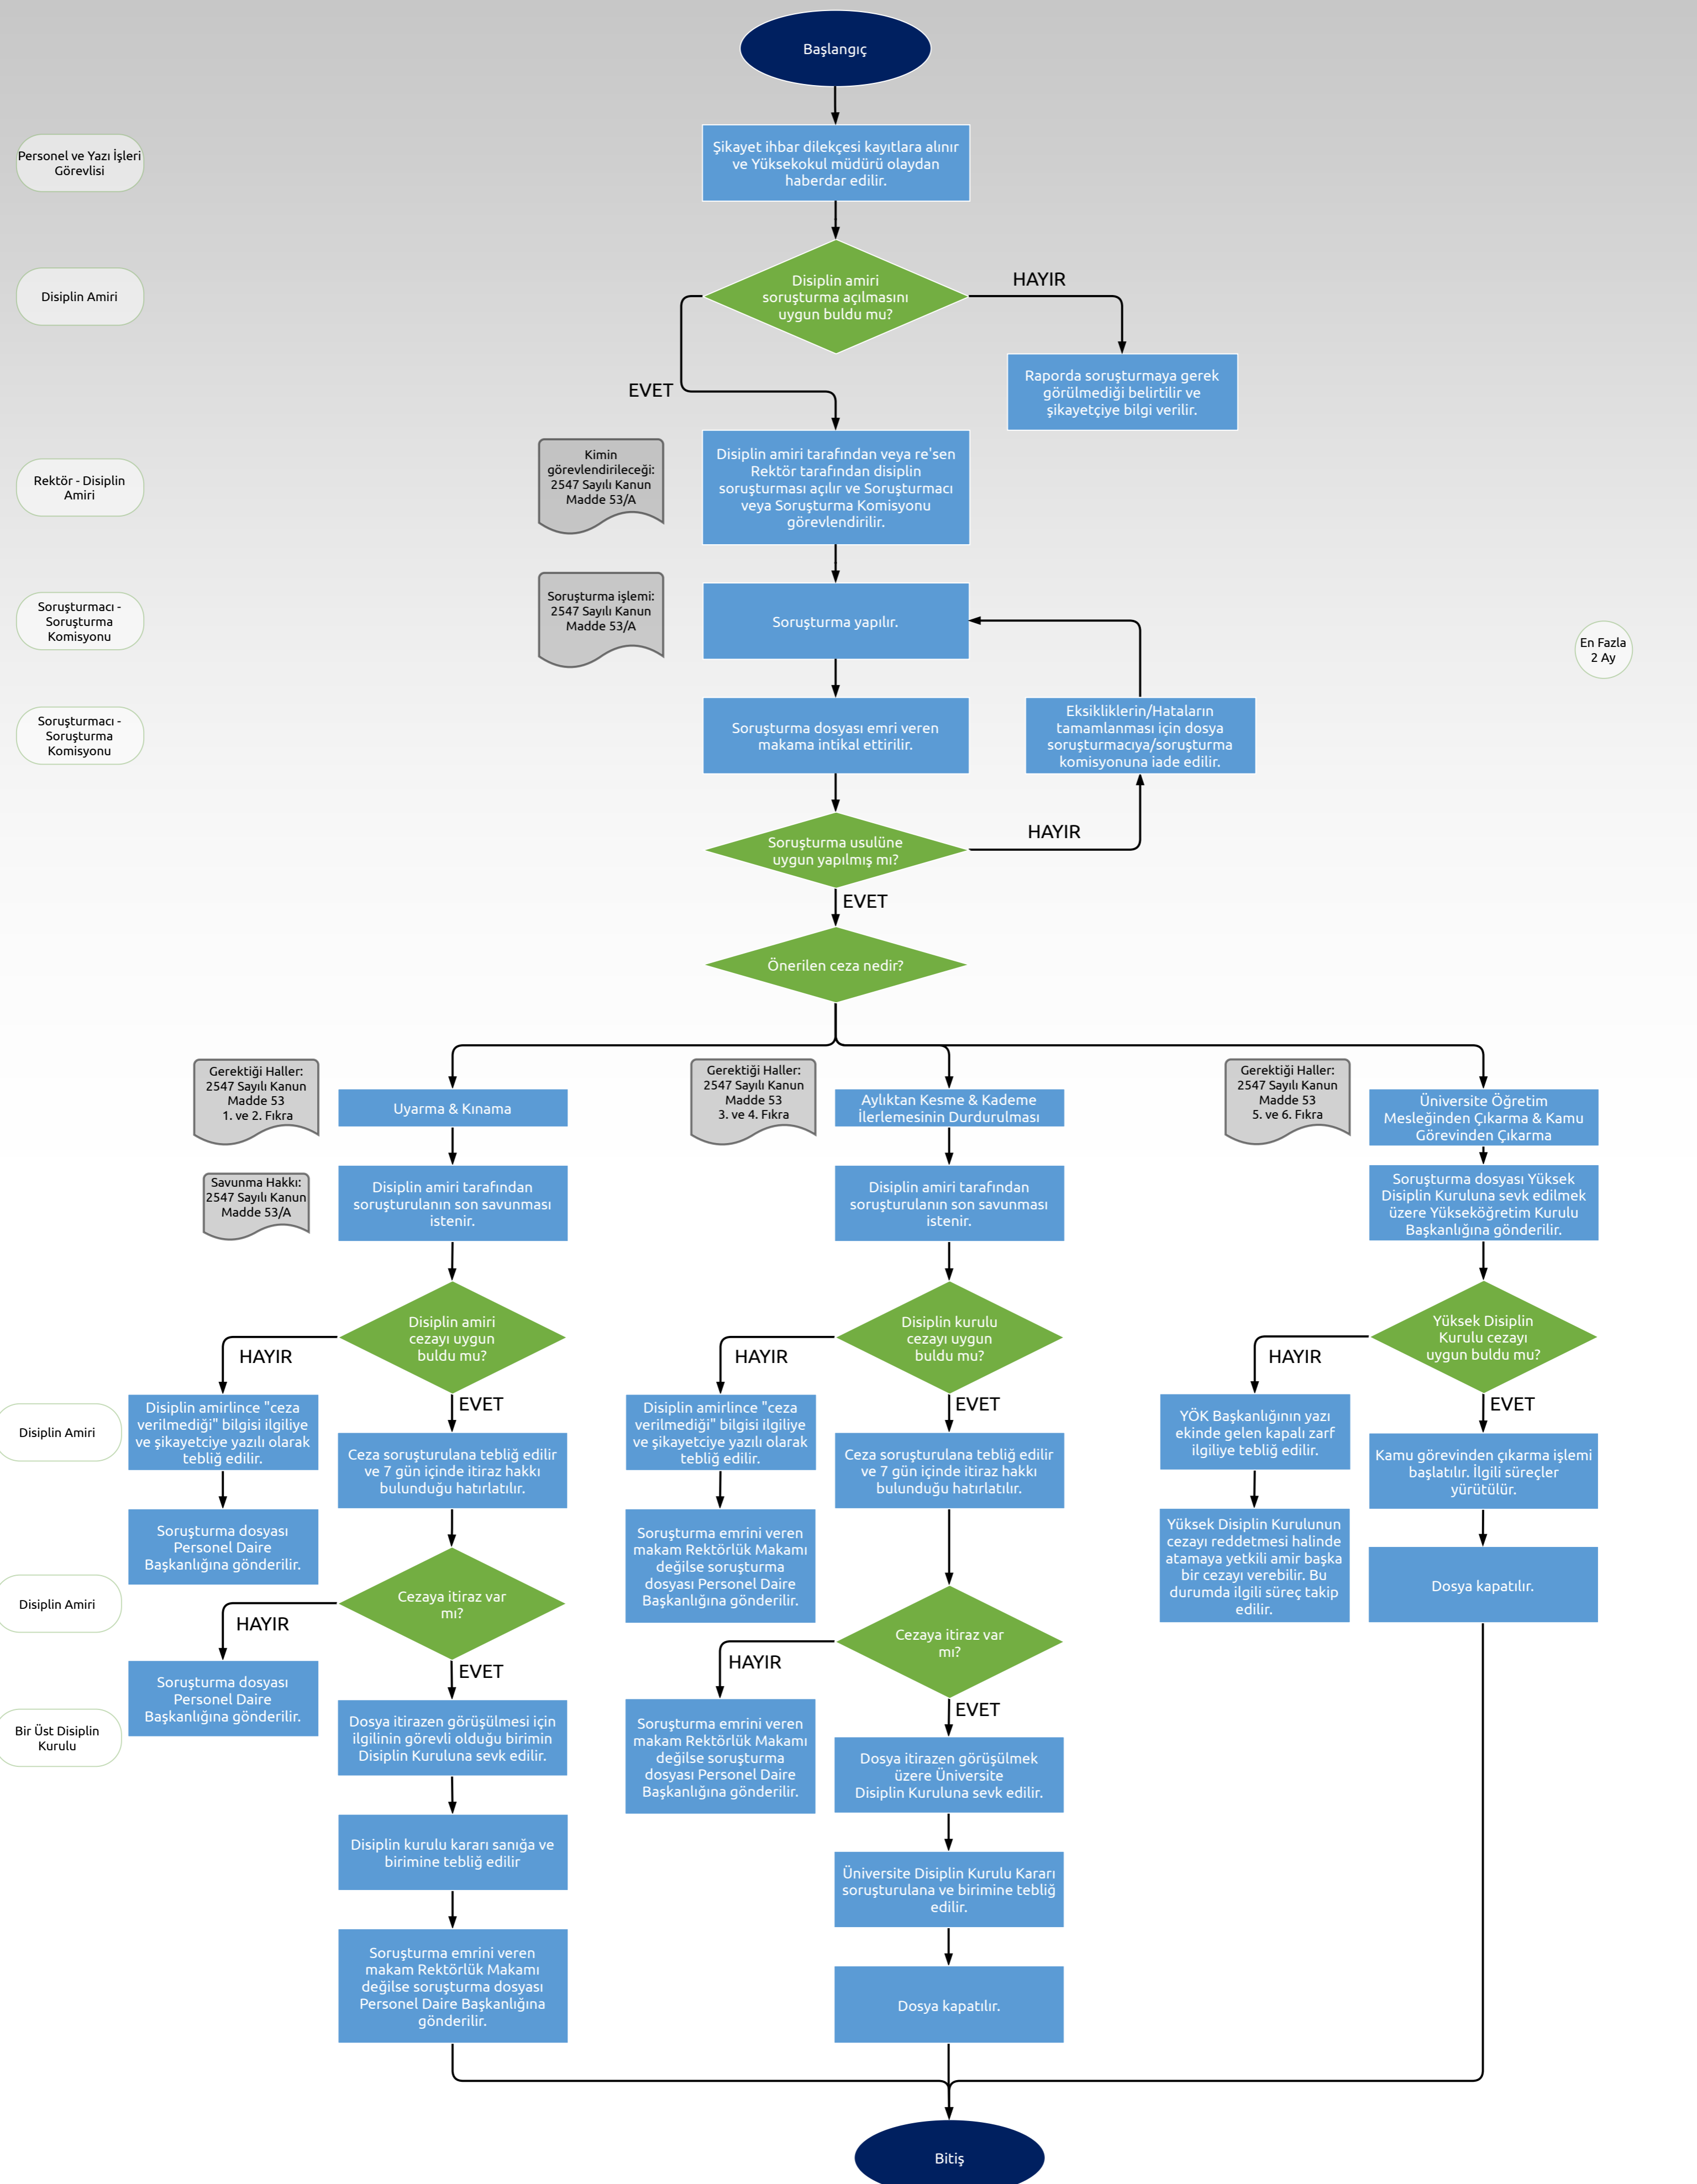 Başlangıç
Personel ve Yazı İşleri
Görevlisi
Şikayet ihbar dilekçesi kayıtlara alınır
ve Yüksekokul müdürü olaydan
haberdar edilir.
Disiplin Amiri
Disiplin amiri
soruşturma açılmasını
uygun buldu mu?
HAYIR
EVET
Raporda soruşturmaya gerek
görülmediği belirtilir ve
şikayetçiye bilgi verilir.
Rektör - Disiplin
Amiri
Kimin
görevlendirileceği:
2547 Sayılı Kanun
Madde 53/A
Disiplin amiri tarafından veya re'sen
Rektör tarafından disiplin
soruşturması açılır ve Soruşturmacı
veya Soruşturma Komisyonu
görevlendirilir.
Soruşturmacı -
Soruşturma
Komisyonu
Soruşturma işlemi:
2547 Sayılı Kanun
Madde 53/A
Soruşturma yapılır.
En Fazla
2 Ay
Soruşturmacı -
Soruşturma
Komisyonu
Soruşturma dosyası emri veren
makama intikal ettirilir.
Eksikliklerin/Hataların
tamamlanması için dosya
soruşturmacıya/soruşturma
komisyonuna iade edilir.
Soruşturma usulüne
uygun yapılmış mı?
HAYIR
EVET
Önerilen ceza nedir?
Gerektiği Haller:
2547 Sayılı Kanun
Madde 53
1. ve 2. Fıkra
Uyarma & Kınama
Gerektiği Haller:
2547 Sayılı Kanun
Madde 53
3. ve 4. Fıkra
Aylıktan Kesme & Kademe
İlerlemesinin Durdurulması
Gerektiği Haller:
2547 Sayılı Kanun
Madde 53
5. ve 6. Fıkra
Üniversite Öğretim
Mesleğinden Çıkarma & Kamu
Görevinden Çıkarma
Savunma Hakkı:
2547 Sayılı Kanun
Madde 53/A
Disiplin amiri tarafından
soruşturulanın son savunması
istenir.
Disiplin amiri tarafından
soruşturulanın son savunması
istenir.
Soruşturma dosyası Yüksek
Disiplin Kuruluna sevk edilmek
üzere Yükseköğretim Kurulu
Başkanlığına gönderilir.
Disiplin amiri
cezayı uygun
buldu mu?
HAYIR
EVET
Disiplin kurulu
cezayı uygun
buldu mu?
HAYIR
EVET
Yüksek Disiplin
Kurulu cezayı
uygun buldu mu?
HAYIR
EVET
Disiplin Amiri
Disiplin amirlince "ceza
verilmediği" bilgisi ilgiliye
ve şikayetciye yazılı olarak
tebliğ edilir.
Ceza soruşturulana tebliğ edilir
ve 7 gün içinde itiraz hakkı
bulunduğu hatırlatılır.
Disiplin amirlince "ceza
verilmediği" bilgisi ilgiliye
ve şikayetciye yazılı olarak
tebliğ edilir.
Ceza soruşturulana tebliğ edilir
ve 7 gün içinde itiraz hakkı
bulunduğu hatırlatılır.
YÖK Başkanlığının yazı
ekinde gelen kapalı zarf
ilgiliye tebliğ edilir.
Kamu görevinden çıkarma işlemi
başlatılır. İlgili süreçler
yürütülür.
Soruşturma dosyası
Personel Daire
Başkanlığına gönderilir.
Soruşturma emrini veren
makam Rektörlük Makamı
değilse soruşturma
dosyası Personel Daire
Başkanlığına gönderilir.
Yüksek Disiplin Kurulunun
cezayı reddetmesi halinde
atamaya yetkili amir başka
bir cezayı verebilir. Bu
durumda ilgili süreç takip
edilir.
Dosya kapatılır.
Disiplin Amiri
Cezaya itiraz var
mı?
HAYIR
EVET
Cezaya itiraz var
mı?
HAYIR
EVET
Soruşturma dosyası
Personel Daire
Başkanlığına gönderilir.
Bir Üst Disiplin
Kurulu
Dosya itirazen görüşülmesi için
ilgilinin görevli olduğu birimin
Disiplin Kuruluna sevk edilir.
Soruşturma emrini veren
makam Rektörlük Makamı
değilse soruşturma
dosyası Personel Daire
Başkanlığına gönderilir.
Dosya itirazen görüşülmek
üzere Üniversite
Disiplin Kuruluna sevk edilir.
Disiplin kurulu kararı sanığa ve
birimine tebliğ edilir
Üniversite Disiplin Kurulu Kararı
soruşturulana ve birimine tebliğ
edilir.
Soruşturma emrini veren
makam Rektörlük Makamı
değilse soruşturma dosyası
Personel Daire Başkanlığına
gönderilir.
Dosya kapatılır.
Bitiş